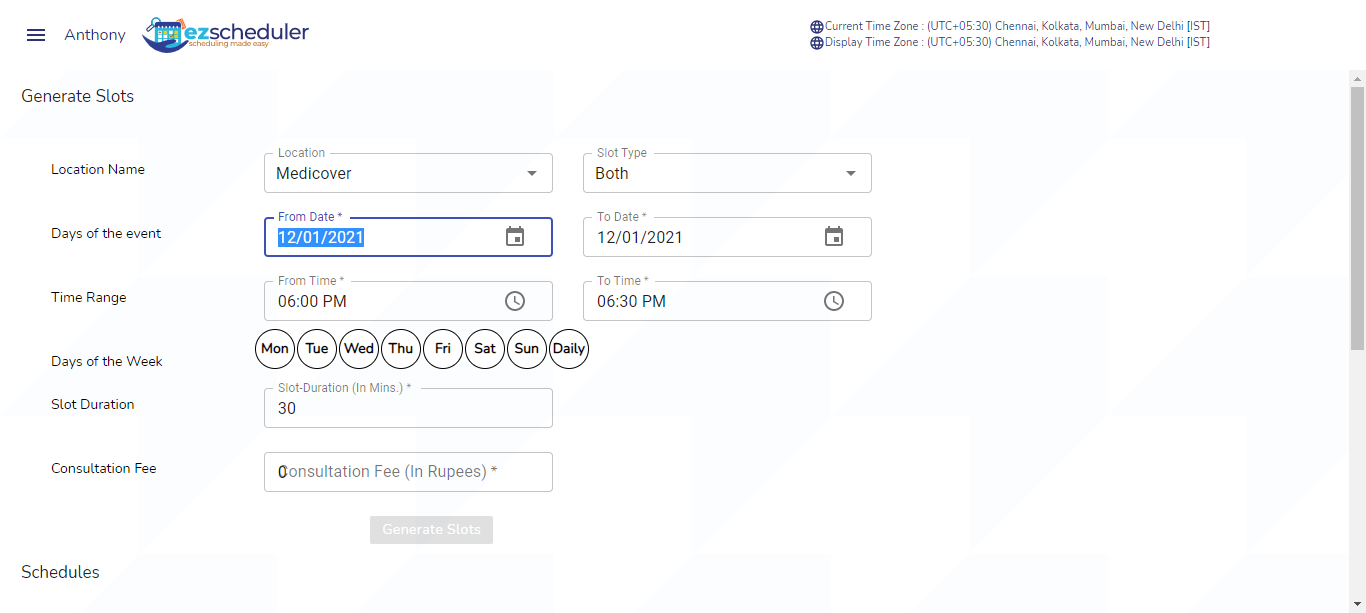 Anthony
ezscheduler
scheduling made easy
Current Time Zone : (UTC+05:30) Chennai, Kolkata, Mumbai, New Delhi [IST]
Display Time Zone : (UTC+05:30) Chennai, Kolkata, Mumbai, New Delhi [IST]
Generate Slots
Location Name
Location
Medicover
Slot Type
Both
Days of the event
From Date *
12/01/2021
To Date *
12/01/2021
Time Range
From Time *
06:00 PM
To Time *
06:30 PM
Days of the Week
Mon Tue Wed Thu Fri Sat Sun Daily
Slot Duration
Slot-Duration (In Mins.) *
30
Consultation Fee
0
Consultation Fee (In Rupees) *
Generate Slots
Schedules